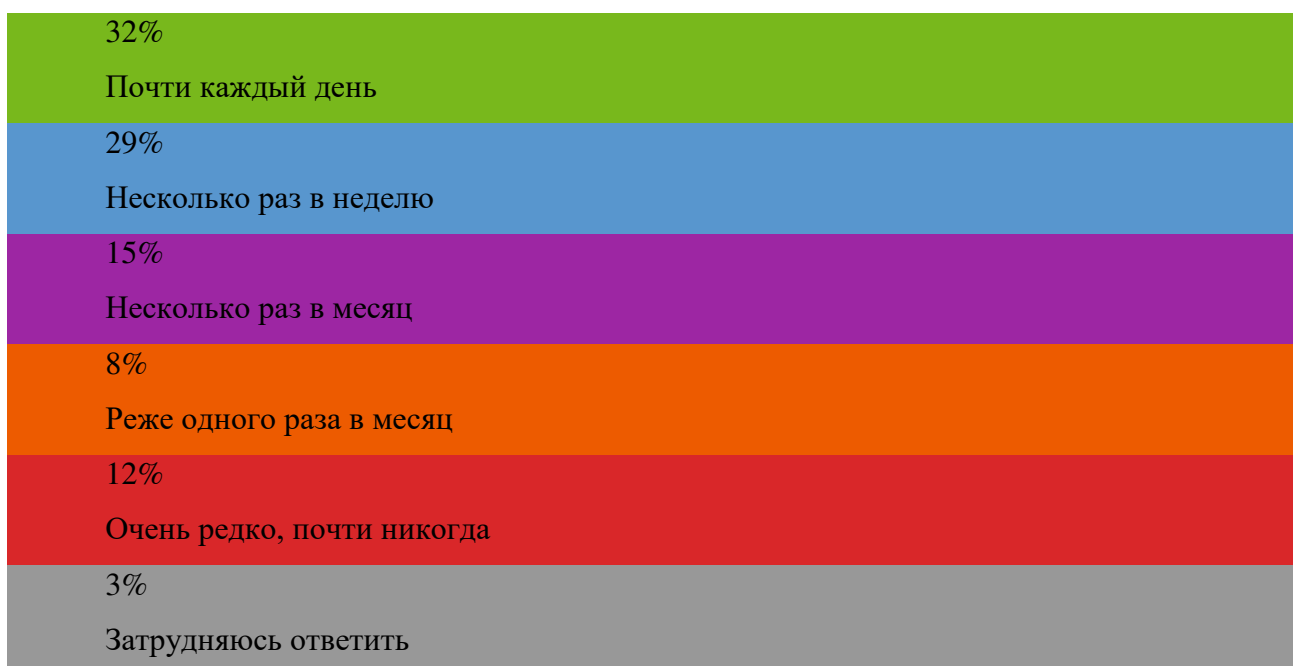 32%
Почти каждый день
29%
Несколько раз в неделю
15%
Несколько раз в месяц
8%
Реже одного раза в месяц
12%
Очень редко, почти никогда
3%
Затрудняюсь ответить